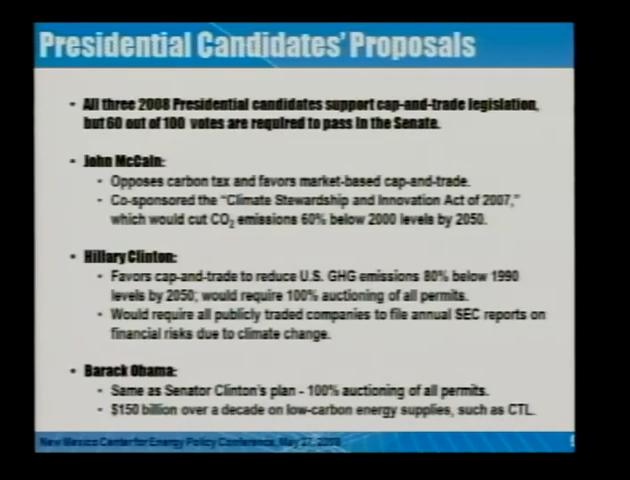 Presidential Candidates' Proposals
• All three 2008 Presidential candidates support cap-and-trade legislation,
but 60 out of 100 votes are required to pass in the Senate.
• John McCain:
• Opposes carbon tax and favors market-based cap-and-trade.
• Co-sponsored the "Climate Stewardship and Innovation Act of 2007,"
which would cut CO₂ emissions 60% below 2000 levels by 2050.
• Hillary Clinton:
• Favors cap-and-trade to reduce U.S. GHG emissions 80% below 1990
levels by 2050; would require 100% auctioning of all permits.
• Would require all publicly traded companies to file annual SEC reports on
financial risks due to climate change.
• Barack Obama:
• Same as Senator Clinton's plan - 100% auctioning of all permits.
• $150 billion over a decade on low-carbon energy supplies, such as CTL.
New Mexico Center for Energy Policy Conference, May 27, 2008